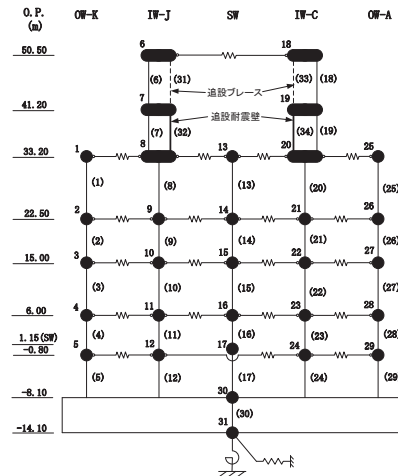 O.P. OW-K IW-J SW IW-C OW-A
(m)
50.50 6 18
(6) (31) (33) (18)
追設ブレース
41.20 7 19
追設耐震壁
(7) (32) (34) (19)
33.20 1 8 13 20 25
(1) (8) (13) (20) (25)
22.50 2 9 14 21 26
(2) (9) (14) (21) (26)
15.00 3 10 15 22 27
(3) (10) (15) (22) (27)
6.00 4 11 16 23 28
(4) (11) (16) (23) (28)
1.15(SW) 17
-0.80 5 12 24 29
(5) (12) (17) (24) (29)
-8.10 30
(30)
-14.10 31